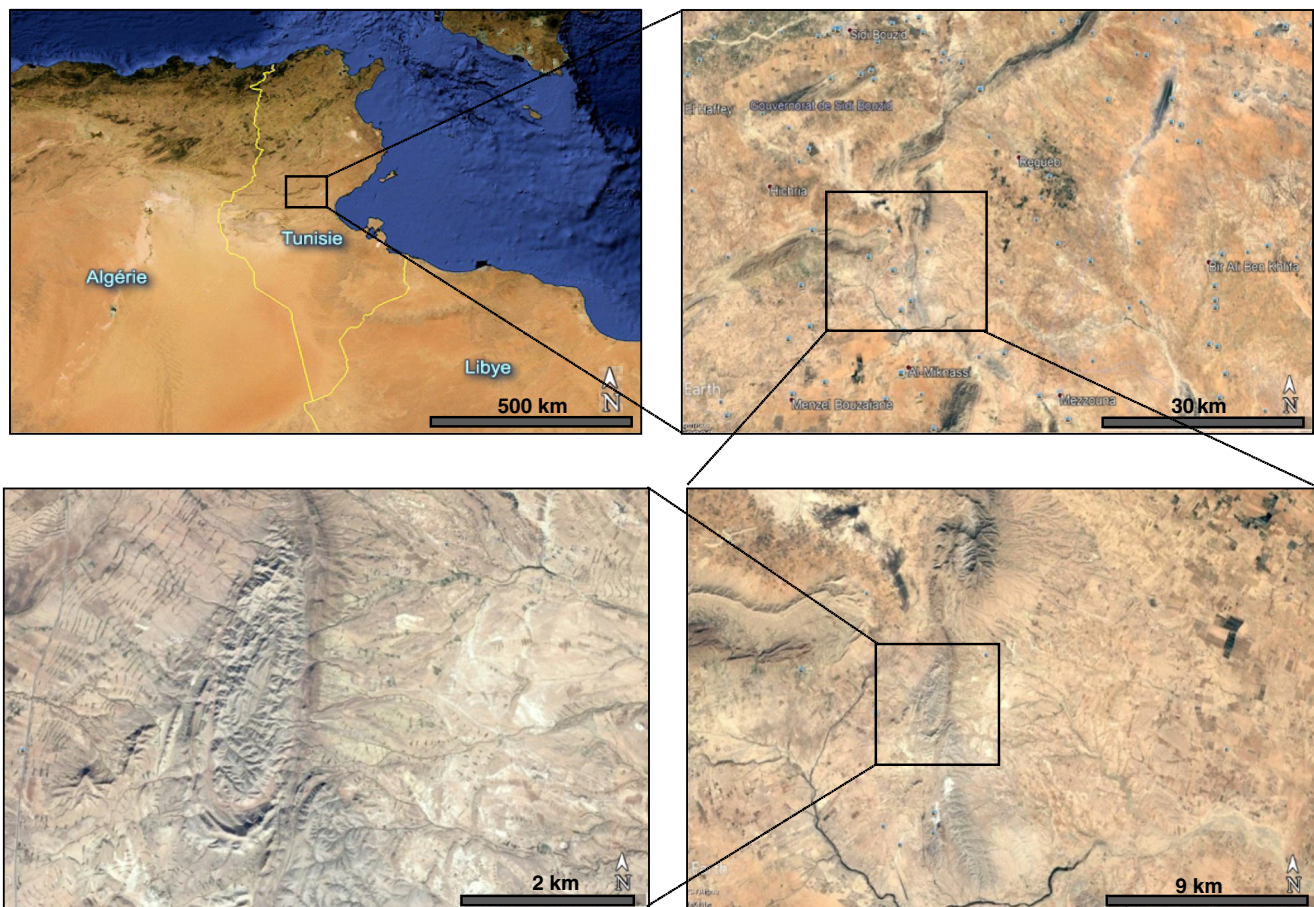 Tunisie
Algérie
Libye
N
500 km
Sidi Bouzid
El Haffey
Gouvernorat de Sidi Bouzid
Regueb
Hichria
Bir Ali Ben Khlifa
Al-Miknassi
Earth
Menzel Bouzaiane
Mezzouna
N
30 km
N
2 km
N
9 km